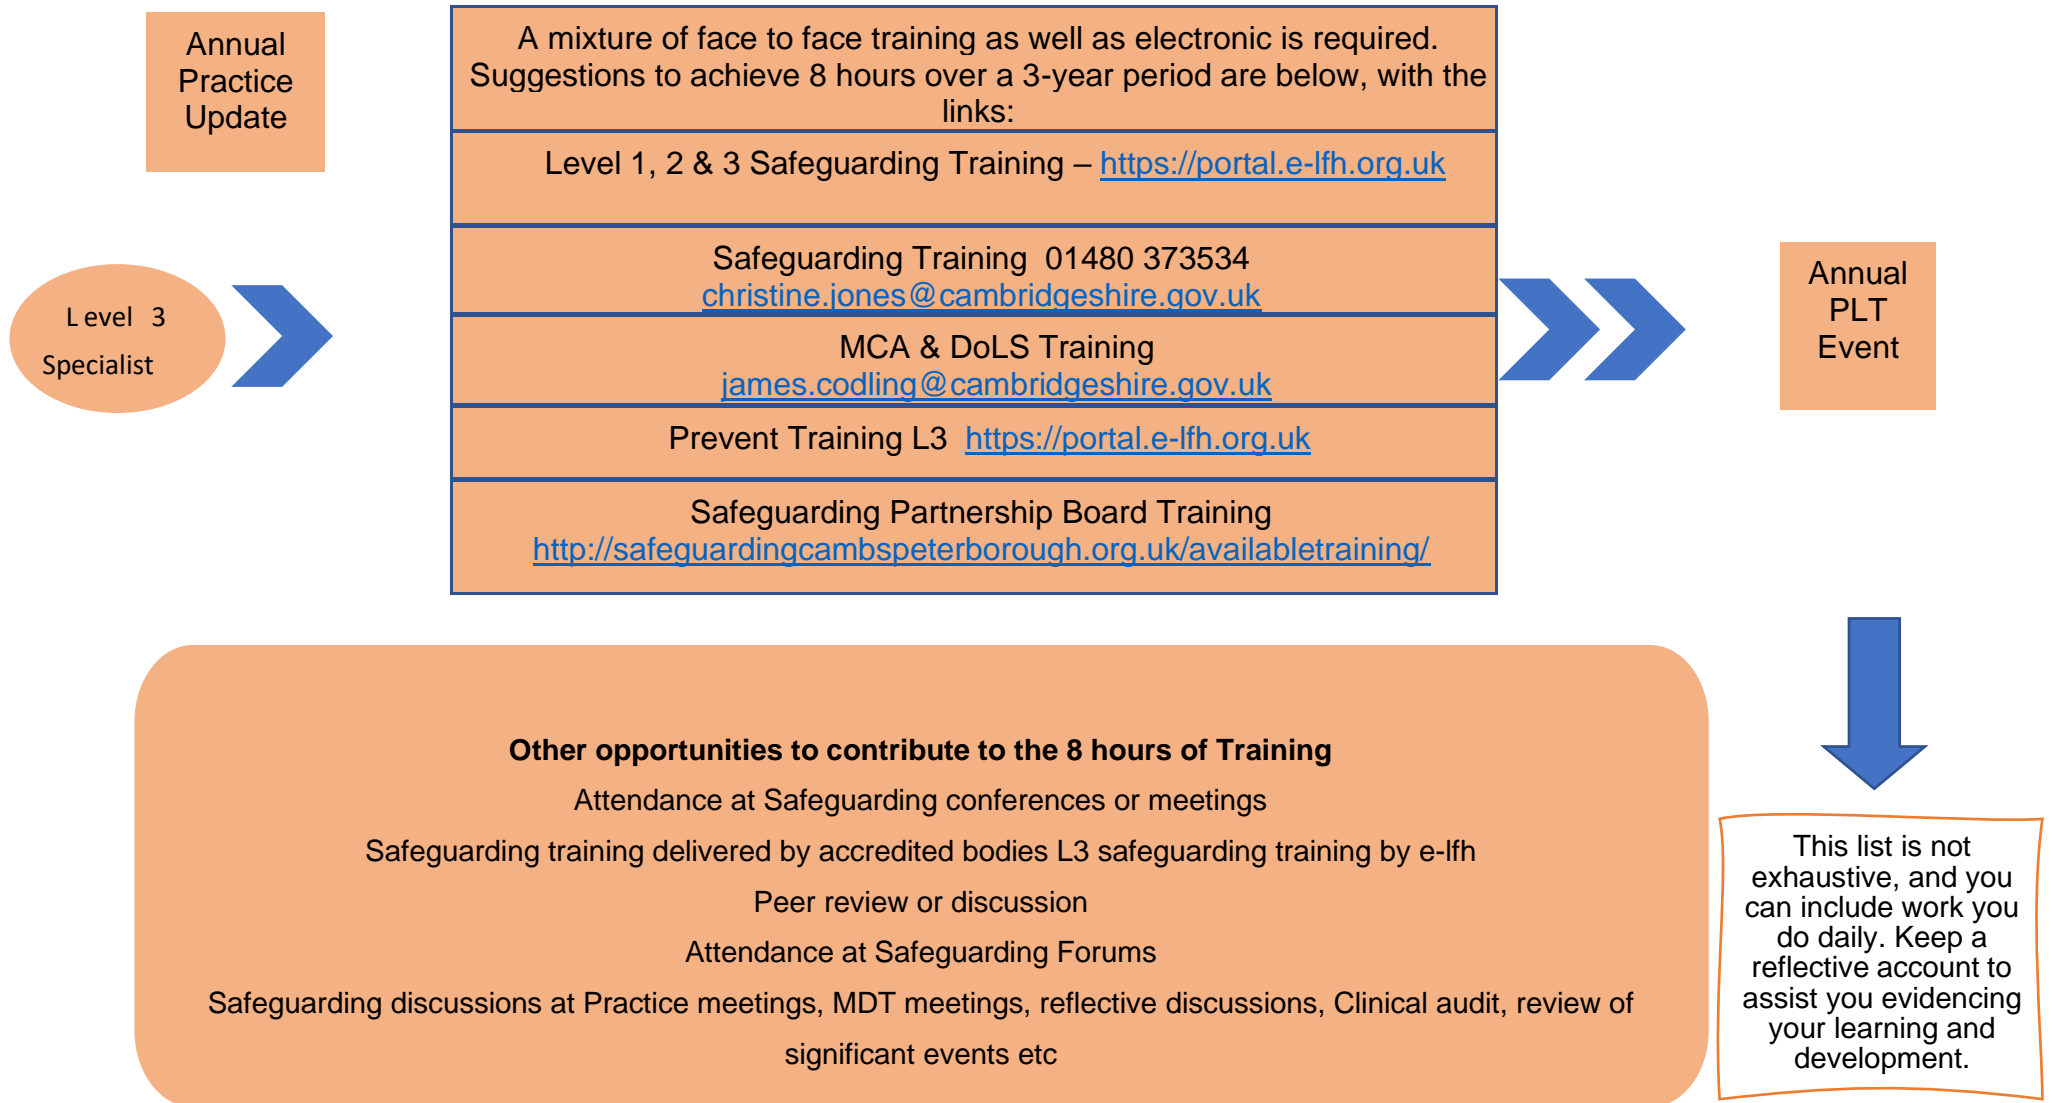 Annual
Practice
Update
A mixture of face to face training as well as electronic is required.
Suggestions to achieve 8 hours over a 3-year period are below, with the
links:
Level 1, 2 & 3 Safeguarding Training – https://portal.e-lfh.org.uk
Safeguarding Training 01480 373534
christine.jones@cambridgeshire.gov.uk
MCA & DoLS Training
james.codling@cambridgeshire.gov.uk
Prevent Training L3 https://portal.e-lfh.org.uk
Safeguarding Partnership Board Training
http://safeguardingcambspeterborough.org.uk/availabletraining/
Level 3
Specialist
Annual
PLT
Event
Other opportunities to contribute to the 8 hours of Training
Attendance at Safeguarding conferences or meetings
Safeguarding training delivered by accredited bodies L3 safeguarding training by e-lfh
Peer review or discussion
Attendance at Safeguarding Forums
Safeguarding discussions at Practice meetings, MDT meetings, reflective discussions, Clinical audit, review of
significant events etc
This list is not
exhaustive, and you
can include work you
do daily. Keep a
reflective account to
assist you evidencing
your learning and
development.